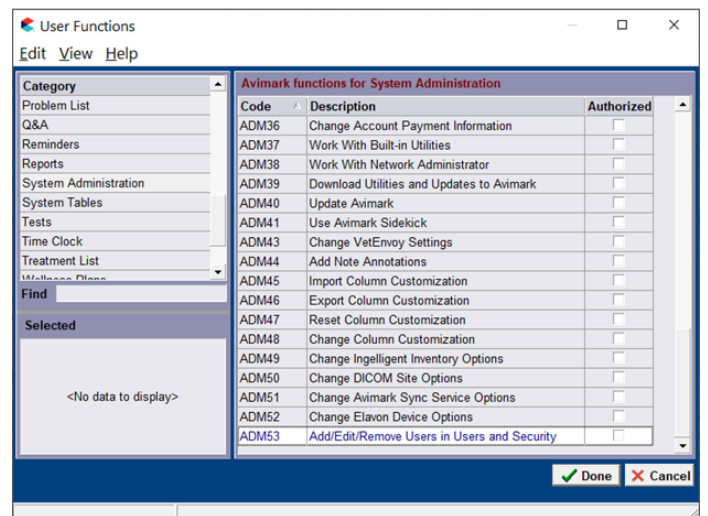 User Functions
Edit View Help
Category
Problem List
Q&A
Reminders
Reports
System Administration
System Tables
Tests
Time Clock
Treatment List
Wellness Plans
Find
Selected
<No data to display>
Avimark functions for System Administration
Code Description Authorized
ADM36 Change Account Payment Information
ADM37 Work With Built-in Utilities
ADM38 Work With Network Administrator
ADM39 Download Utilities and Updates to Avimark
ADM40 Update Avimark
ADM41 Use Avimark Sidekick
ADM43 Change VetEnvoy Settings
ADM44 Add Note Annotations
ADM45 Import Column Customization
ADM46 Export Column Customization
ADM47 Reset Column Customization
ADM48 Change Column Customization
ADM49 Change Ingelligent Inventory Options
ADM50 Change DICOM Site Options
ADM51 Change Avimark Sync Service Options
ADM52 Change Elavon Device Options
ADM53 Add/Edit/Remove Users in Users and Security
Done Cancel